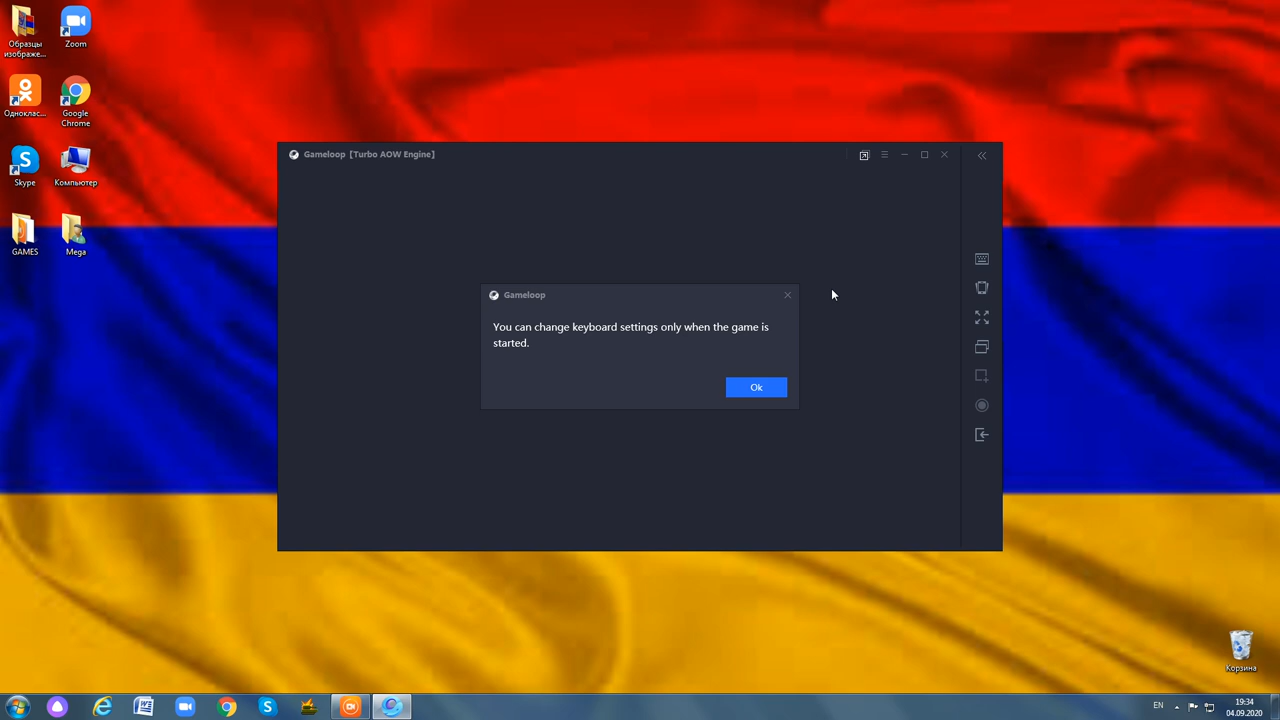 Образцы
изображе...
Zoom
Одноклас...
Google
Chrome
Skype
Компьютер
GAMES
Mega
Gameloop [Turbo AOW Engine]
Gameloop
You can change keyboard settings only when the game is
started.
Ok
Корзина
EN
19:34
04.09.2020